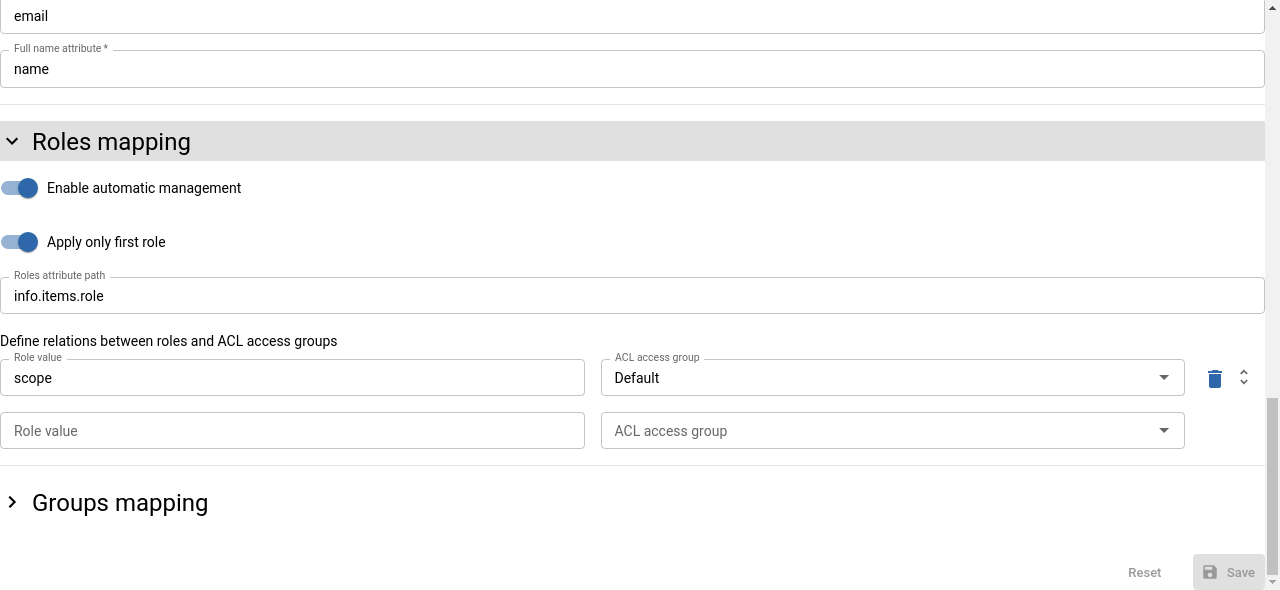 email
Full name attribute *
name
Roles mapping
Enable automatic management
Apply only first role
Roles attribute path
info.items.role
Define relations between roles and ACL access groups
Role value
ACL access group
scope
Default
Role value
ACL access group
Groups mapping
Reset
Save